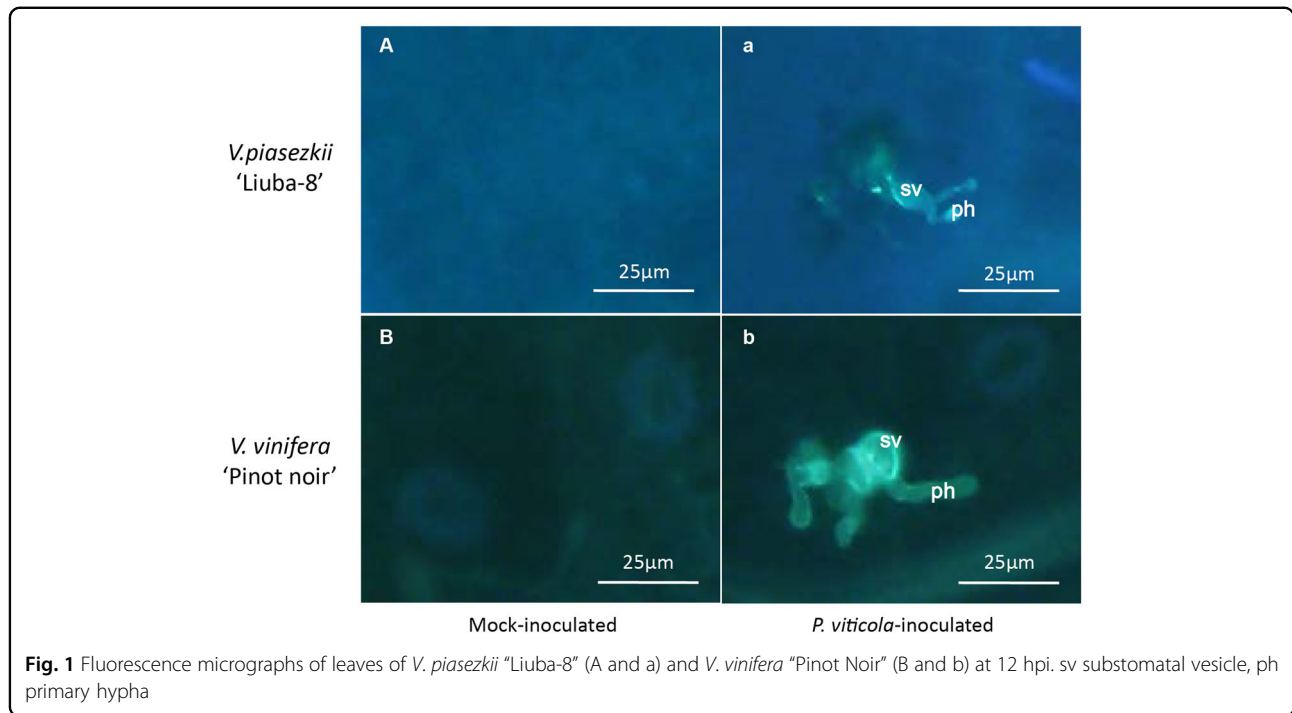 A
a
V.piasezkii
'Liuba-8'
sv
ph
25µm
25µm
B
b
V. vinifera
'Pinot noir'
sv
ph
25µm
25µm
Mock-inoculated
P. viticola-inoculated
Fig. 1 Fluorescence micrographs of leaves of V. piasezkii "Liuba-8" (A and a) and V. vinifera "Pinot Noir" (B and b) at 12 hpi. sv substomatal vesicle, ph
primary hypha